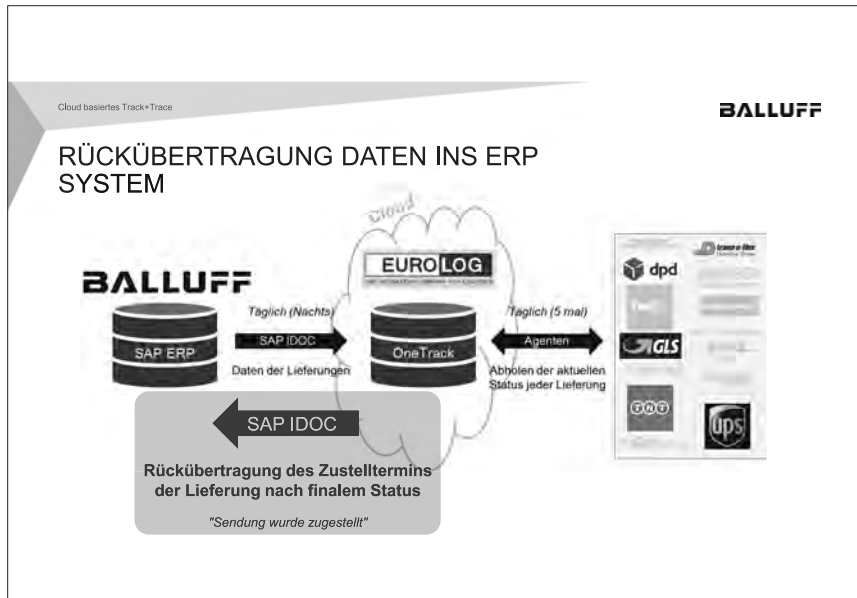 Cloud basiertes Track+Trace
BALLUFF
RÜCKÜBERTRAGUNG DATEN INS ERP
SYSTEM
Cloud
EUROLOG
BALLUFF
Täglich (Nachts)
SAP ERP
SAP IDOC
Daten der Lieferungen
OneTrack
Täglich (5 mal)
Agenten
Abholen der aktuellen
Status jeder Lieferung
trans-o-flex
dpd
GLS
TNT
ups
SAP IDOC
Rückübertragung des Zustelltermins
der Lieferung nach finalem Status
"Sendung wurde zugestellt"